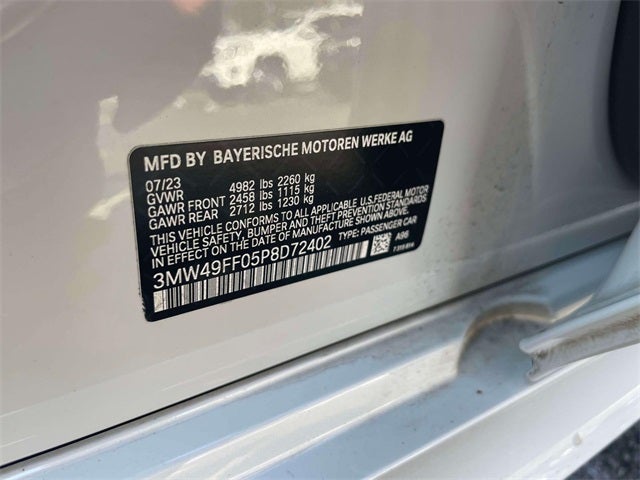 MFD BY BAYERISCHE MOTOREN WERKE AG
07/23
GVWR 4982 lbs 2260 kg
GAWR FRONT 2458 lbs 1115 kg
GAWR REAR 2712 lbs 1230 kg
THIS VEHICLE CONFORMS TO ALL APPLICABLE U.S.FEDERAL MOTOR
VEHICLE SAFETY, BUMPER AND THEFT PREVENTION STANDARDS
IN EFFECT ON THE DATE OF MANUFACTURE SHOWN ABOVE.
TYPE: PASSENGER CAR
3MW49FF05P8D72402
A96